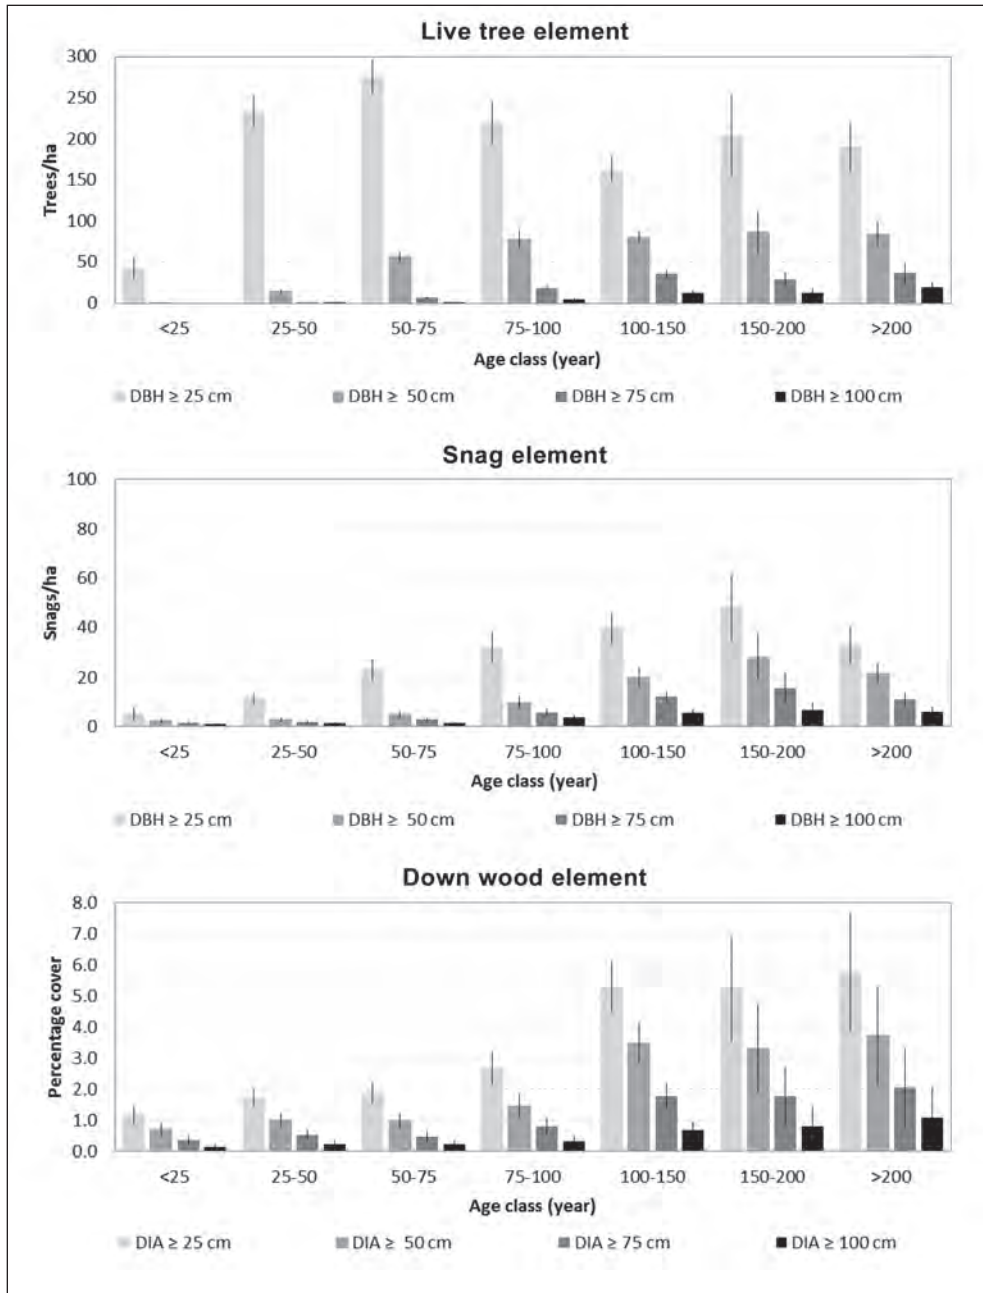 Live tree element
300
250
200
150
100
50
0
Trees/ha
<25 25-50 50-75 75-100 100-150 150-200 >200
Age class (year)
DBH ≥ 25 cm DBH ≥ 50 cm DBH ≥ 75 cm DBH ≥ 100 cm
Snag element
100
80
60
40
20
0
Snags/ha
<25 25-50 50-75 75-100 100-150 150-200 >200
Age class (year)
DBH ≥ 25 cm DBH ≥ 50 cm DBH ≥ 75 cm DBH ≥ 100 cm
Down wood element
8.0
7.0
6.0
5.0
4.0
3.0
2.0
1.0
0.0
Percentage cover
<25 25-50 50-75 75-100 100-150 150-200 >200
Age class (year)
DIA ≥ 25 cm DIA ≥ 50 cm DIA ≥ 75 cm DIA ≥ 100 cm